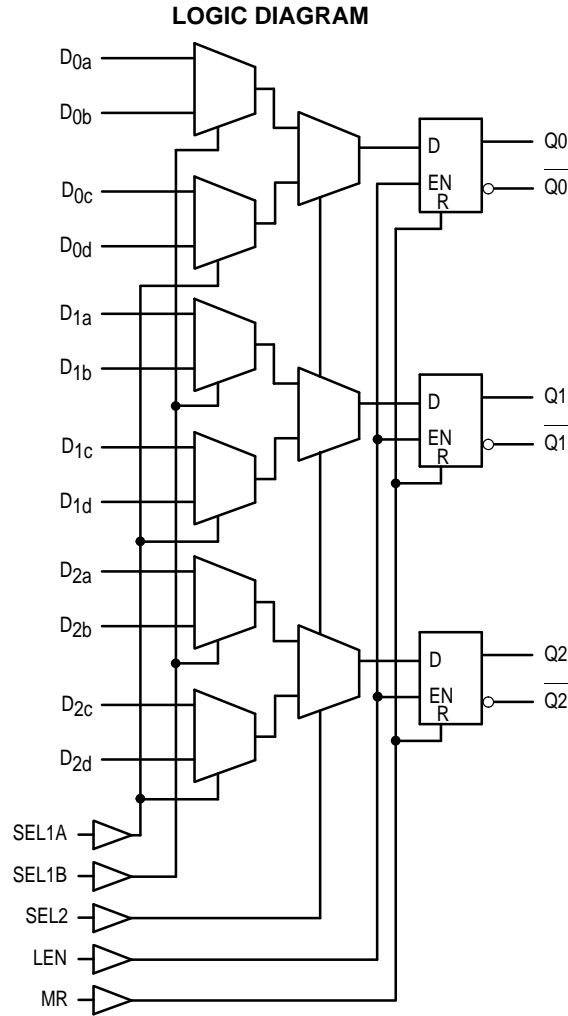 LOGIC DIAGRAM
D0a
D0b
D0c
D0d
D EN R
Q0
Q0
D1a
D1b
D1c
D1d
D EN R
Q1
Q1
D2a
D2b
D2c
D2d
D EN R
Q2
Q2
SEL1A
SEL1B
SEL2
LEN
MR